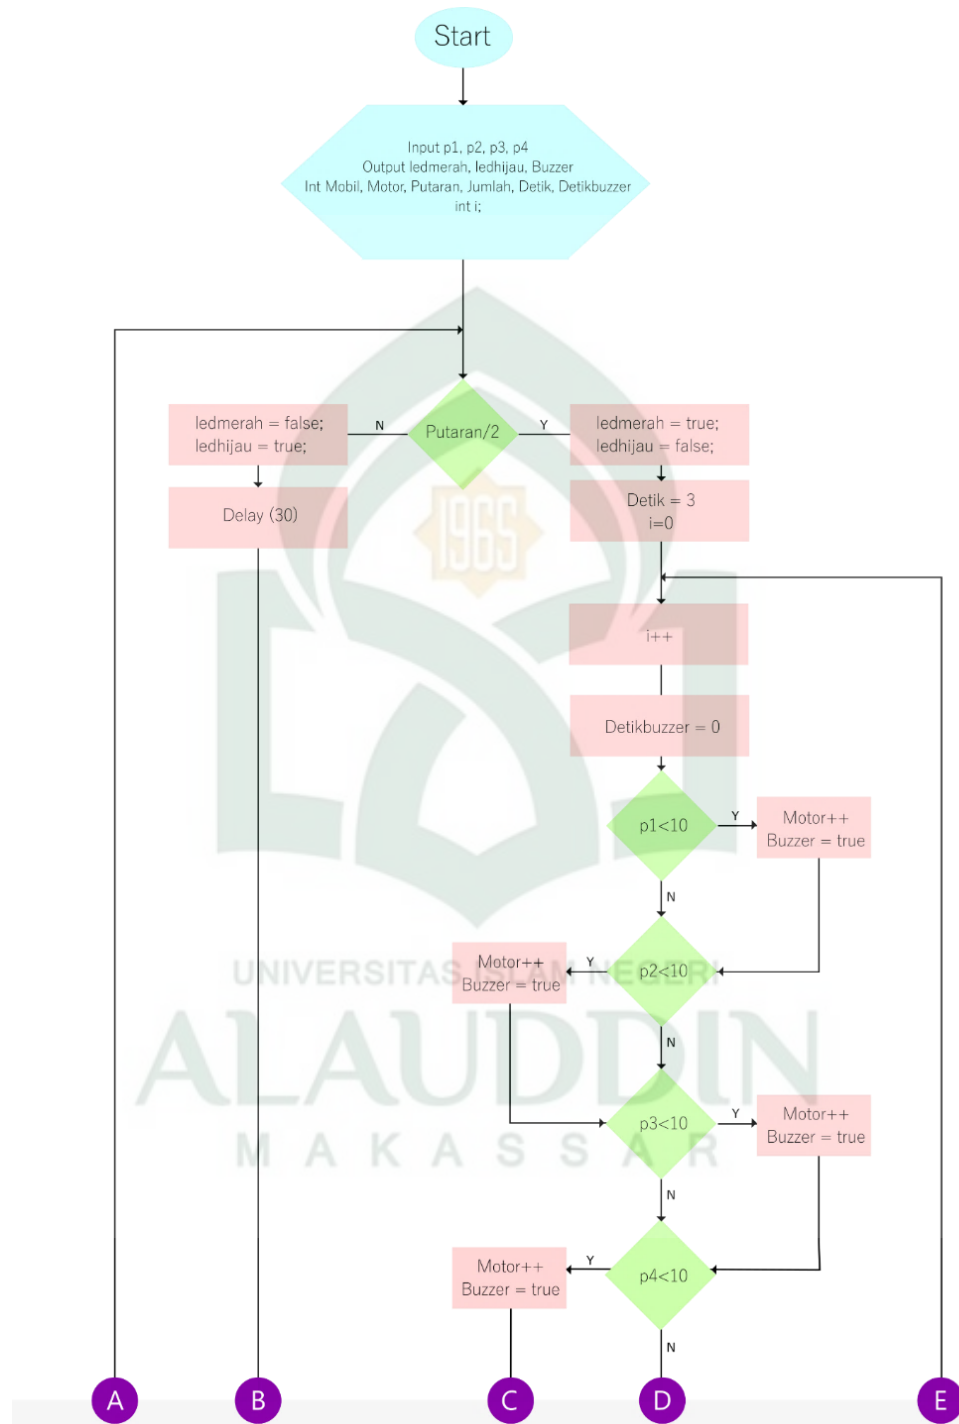 Start
Input p1, p2, p3, p4
Output ledmerah, ledhijau, Buzzer
Int Mobil, Motor, Putaran, Jumlah, Detik, Detikbuzzer
int i;
Putaran/2
N
Y
ledmerah = false;
ledhijau = true;
Delay (30)
ledmerah = true;
ledhijau = false;
Detik = 3
i=0
1965
i++
Detikbuzzer = 0
p1<10
Y
Motor++
Buzzer = true
N
p2<10
Y
Motor++
Buzzer = true
UNIVERSITAS ISLAM NEGERI
N
ALAUDDIN
p3<10
Y
Motor++
Buzzer = true
MAKASSAR
N
p4<10
Y
Motor++
Buzzer = true
N
A
B
C
D
E